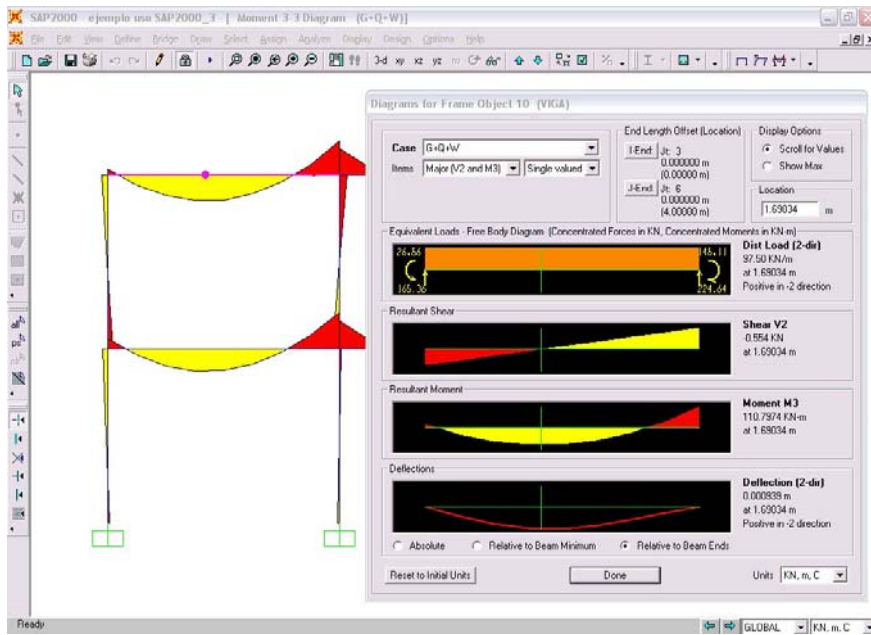 SAP2000 - ejemplo uso SAP2000_3 - [ Moment 3-3 Diagram (G+Q+W)]
File Edit View Define Bridge Draw Select Assign Analyze Display Design Options Help
3-d xy xz yz nv
Diagrams for Frame Object 10 (VIGA)
Case G+Q+W
Items Major (V2 and M3) Single valued
End Length Offset (Location)
I-End: Jt: 3
0.000000 m
(0.00000 m)
J-End: Jt: 6
0.000000 m
(4.00000 m)
Display Options
Scroll for Values
Show Max
Location
1.69034 m
Equivalent Loads - Free Body Diagram (Concentrated Forces in KN, Concentrated Moments in KN-m)
26.66 146.11
165.36 224.64
Dist Load (2-dir)
97.50 KN/m
at 1.69034 m
Positive in -2 direction
Resultant Shear
Shear V2
-0.554 KN
at 1.69034 m
Resultant Moment
Moment M3
110.7974 KN-m
at 1.69034 m
Deflections
Deflection (2-dir)
0.000939 m
at 1.69034 m
Positive in -2 direction
Absolute Relative to Beam Minimum Relative to Beam Ends
Reset to Initial Units Done Units KN, m, C
all
ps
Ready GLOBAL KN, m, C